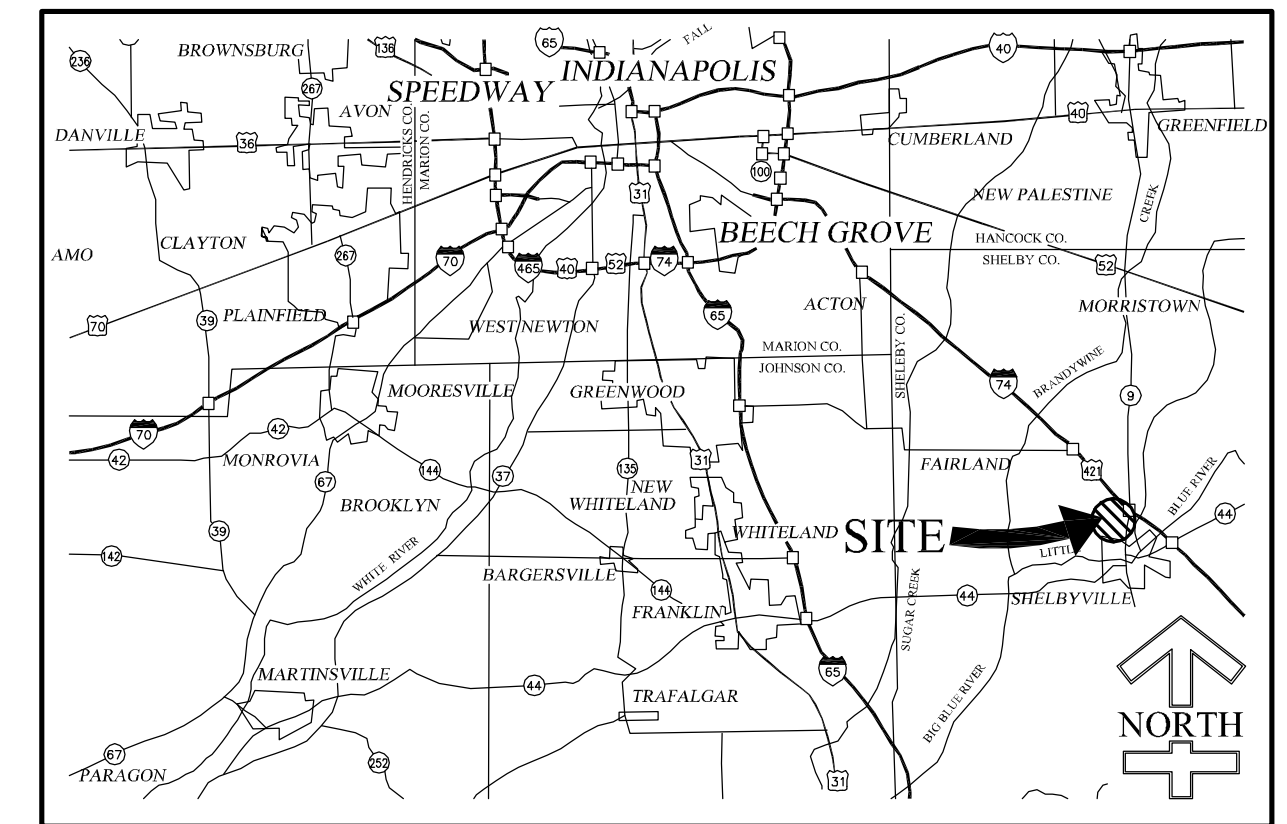 65
FALL
40
BROWNSBURG
136
236
INDIANAPOLIS
267
SPEEDWAY
AVON
HENDRICKS CO.
MARION CO.
40
GREENFIELD
DANVILLE
36
CUMBERLAND
100
31
NEW PALESTINE
CREEK
BEECH GROVE
HANCOCK CO.
SHELBY CO.
CLAYTON
AMO
267
70
465
40
52
74
52
MORRISTOWN
ACTON
65
PLAINFIELD
39
70
WEST NEWTON
MARION CO.
JOHNSON CO.
SHELEBY CO.
BRANDYWINE
74
MOORESVILLE
GREENWOOD
9
70
42
42
MONROVIA
144
37
135
31
FAIRLAND
421
BLUE RIVER
67
BROOKLYN
NEW
WHITELAND
44
39
WHITELAND
SITE
LITTL
142
WHITE RIVER
BARGERSVILLE
144
FRANKLIN
SUGAR CREEK
44
SHELBYVILLE
MARTINSVILLE
44
65
TRAFALGAR
BIG BLUE RIVER
NORTH
67
PARAGON
252
31